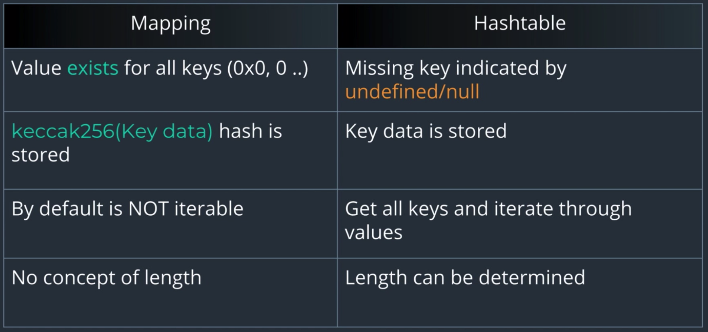 Mapping
Hashtable
Value exists for all keys (0x0, 0 ..)
Missing key indicated by
undefined/null
keccak256(Key data) hash is
stored
Key data is stored
By default is NOT iterable
Get all keys and iterate through
values
No concept of length
Length can be determined